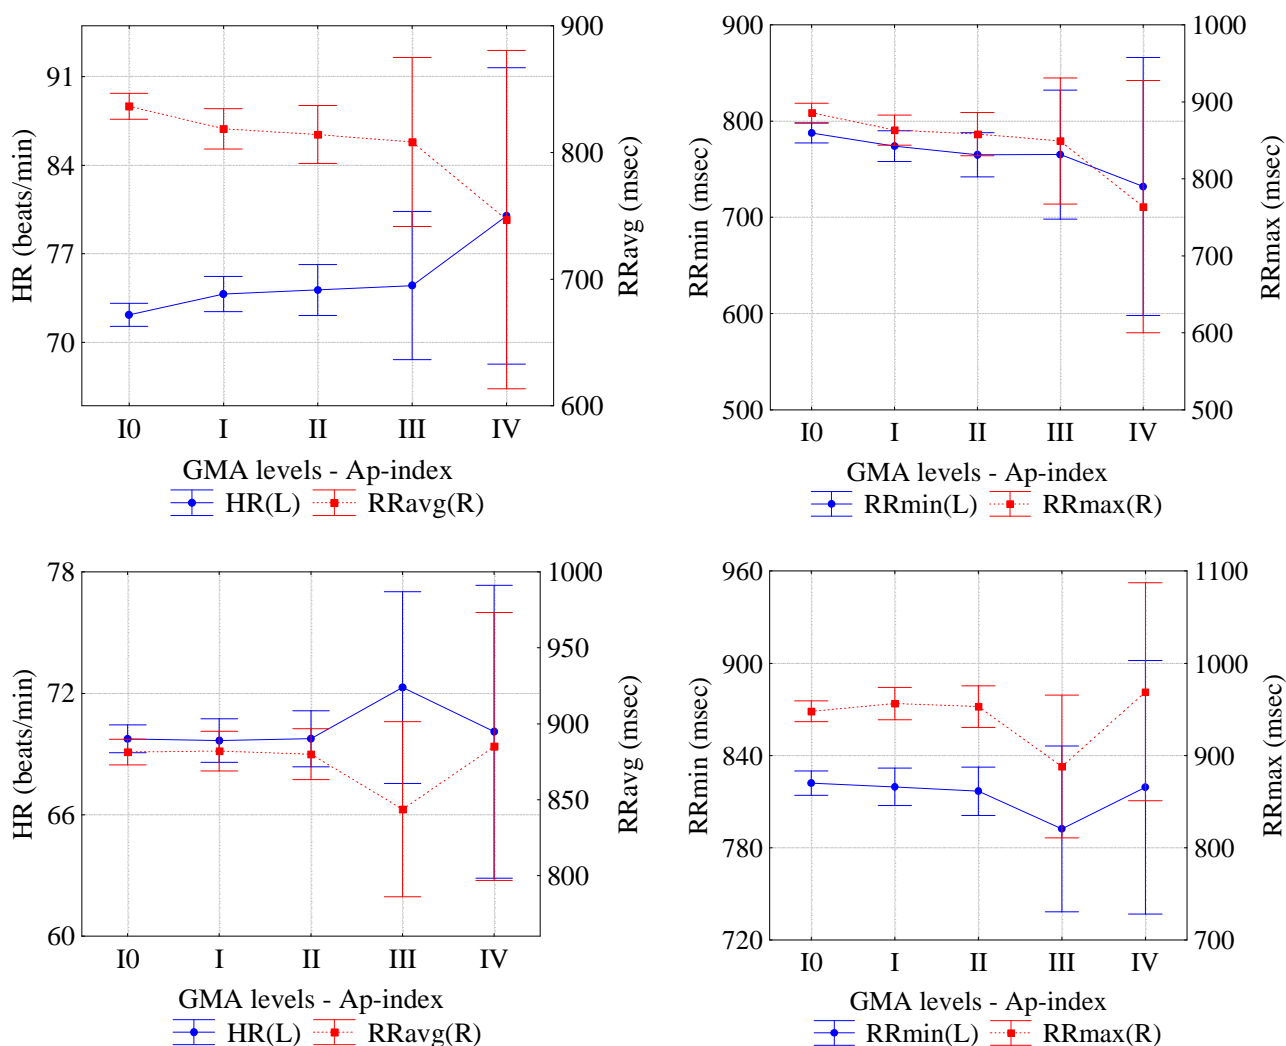 HR (beats/min)
91
84
77
70
900
800
700
600
RRavg (msec)
I0 I II III IV
GMA levels - Ap-index
HR(L) RRavg(R)
RRmin (msec)
900
800
700
600
500
1000
900
800
700
600
500
RRmax (msec)
I0 I II III IV
GMA levels - Ap-index
RRmin(L) RRmax(R)
HR (beats/min)
78
72
66
60
1000
950
900
850
800
RRavg (msec)
I0 I II III IV
GMA levels - Ap-index
HR(L) RRavg(R)
RRmin (msec)
960
900
840
780
720
1100
1000
900
800
700
RRmax (msec)
I0 I II III IV
GMA levels - Ap-index
RRmin(L) RRmax(R)